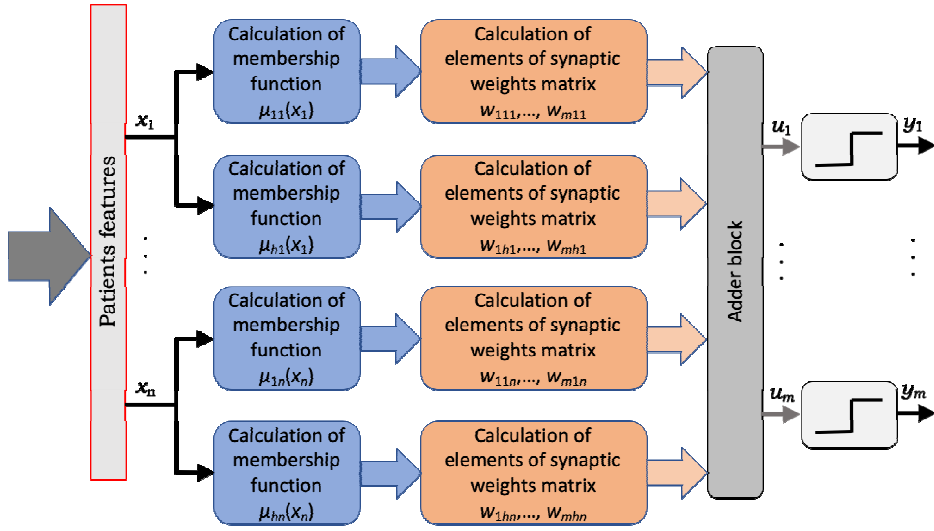 Patients features
x₁
Calculation of
membership
function
μ₁₁(x₁)
Calculation of
elements of synaptic
weights matrix
w₁₁₁,..., wₘ₁₁
Calculation of
membership
function
μₕ₁(x₁)
Calculation of
elements of synaptic
weights matrix
w₁ₕ₁,..., wₘₕ₁
xₙ
Calculation of
membership
function
μ₁ₙ(xₙ)
Calculation of
elements of synaptic
weights matrix
w₁₁ₙ,..., wₘ₁ₙ
Calculation of
membership
function
μₕₙ(xₙ)
Calculation of
elements of synaptic
weights matrix
w₁ₕₙ,..., wₘₕₙ
Adder block
u₁
y₁
uₘ
yₘ